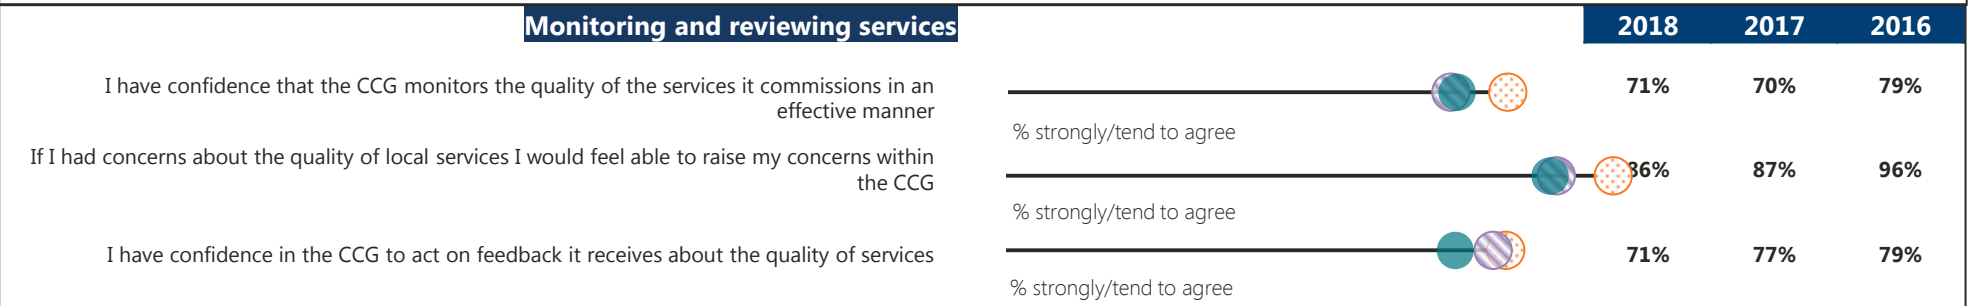 Monitoring and reviewing services 2018 2017 2016
I have confidence that the CCG monitors the quality of the services it commissions in an
effective manner
71% 70% 79%
% strongly/tend to agree
If I had concerns about the quality of local services I would feel able to raise my concerns within
the CCG
86% 87% 96%
% strongly/tend to agree
I have confidence in the CCG to act on feedback it receives about the quality of services
71% 77% 79%
% strongly/tend to agree